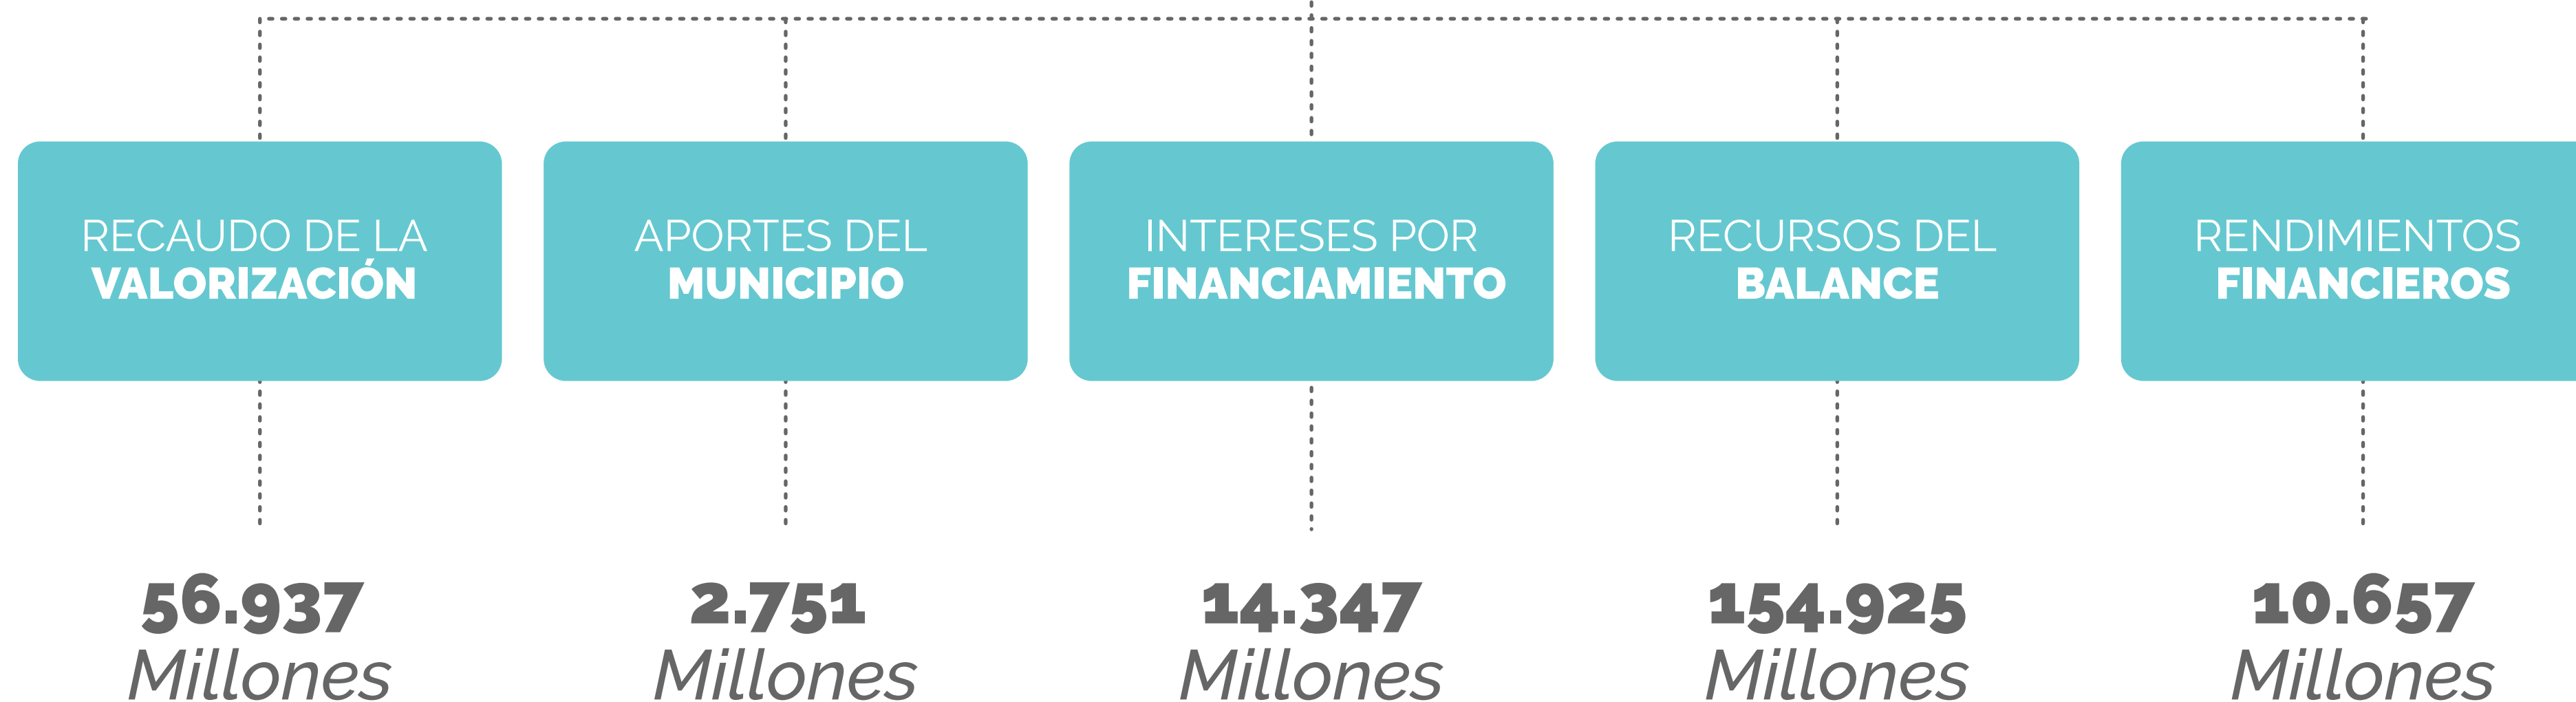 RECAUDO DE LA
VALORIZACIÓN
56.937
Millones
APORTES DEL
MUNICIPIO
2.751
Millones
INTERESES POR
FINANCIAMIENTO
14.347
Millones
RECURSOS DEL
BALANCE
154.925
Millones
RENDIMIENTOS
FINANCIEROS
10.657
Millones